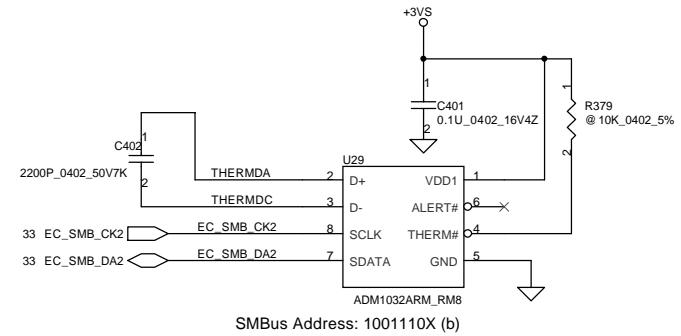 +3VS
1
C401
0.1U_0402_16V4Z
2
1
R379
@10K_0402_5%
2
1
C402
2200P_0402_50V7K
2
U29
THERMDA 2 D+ VDD1 1
THERMDC 3 D- ALERT# 6
33 EC_SMB_CK2 EC_SMB_CK2 8 SCLK THERM# 4
33 EC_SMB_DA2 EC_SMB_DA2 7 SDATA GND 5
ADM1032ARM_RM8
SMBus Address: 1001110X (b)